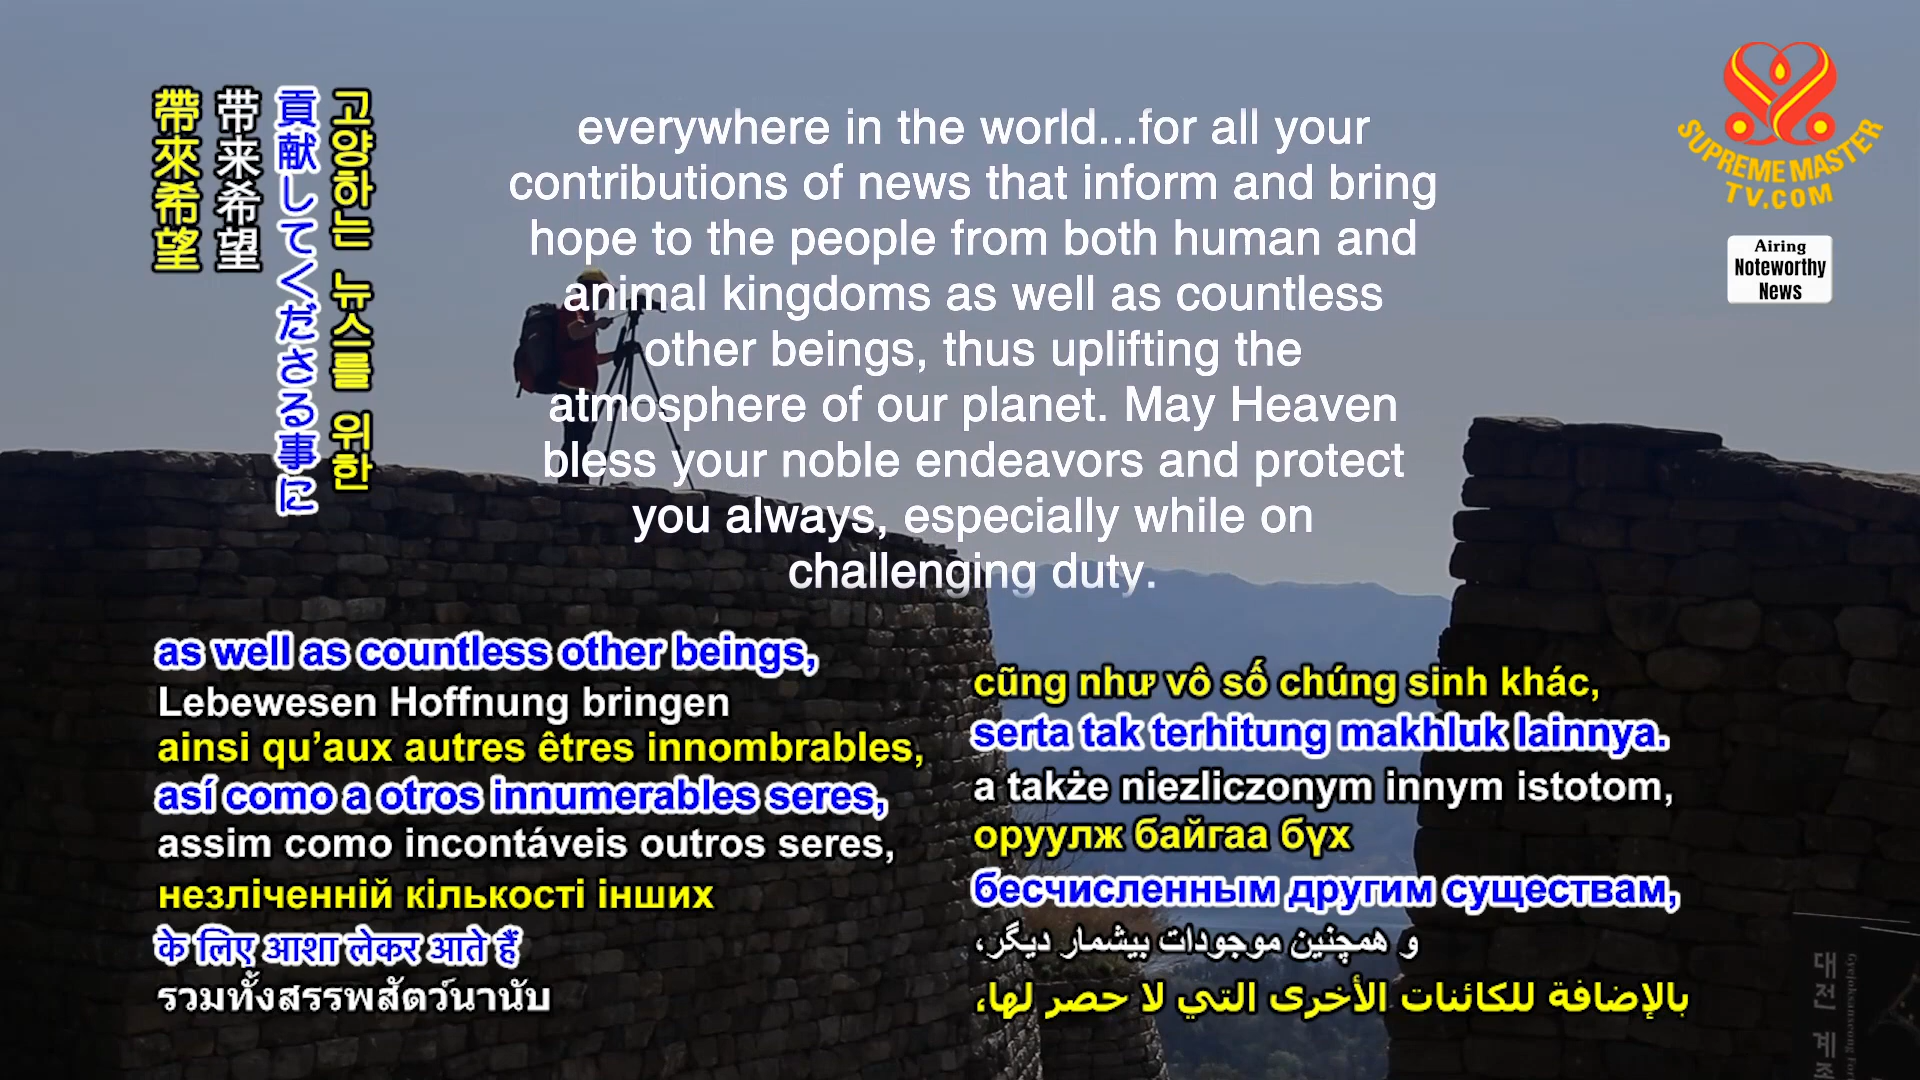 帶來希望
带来希望
貢献してくださる事に
고양하는 뉴스를 위한
everywhere in the world...for all your
contributions of news that inform and bring
hope to the people from both human and
animal kingdoms as well as countless
other beings, thus uplifting the
atmosphere of our planet. May Heaven
bless your noble endeavors and protect
you always, especially while on
challenging duty.
SUPREME MASTER
TV.COM
Airing
Noteworthy
News
as well as countless other beings,
Lebewesen Hoffnung bringen
ainsi qu’aux autres êtres innombrables,
así como a otros innumerables seres,
assim como incontáveis outros seres,
незліченній кількості інших
के लिए आशा लेकर आते हैं
รวมทั้งสรรพสัตว์นานับ
cũng như vô số chúng sinh khác,
serta tak terhitung makhluk lainnya.
a także niezliczonym innym istotom,
оруулж байгаа бүх
бесчисленным другим существам,
و همچنین موجودات بیشمار دیگر،
بالإضافة للكائنات الأخرى التي لا حصر لها،
대전 계족